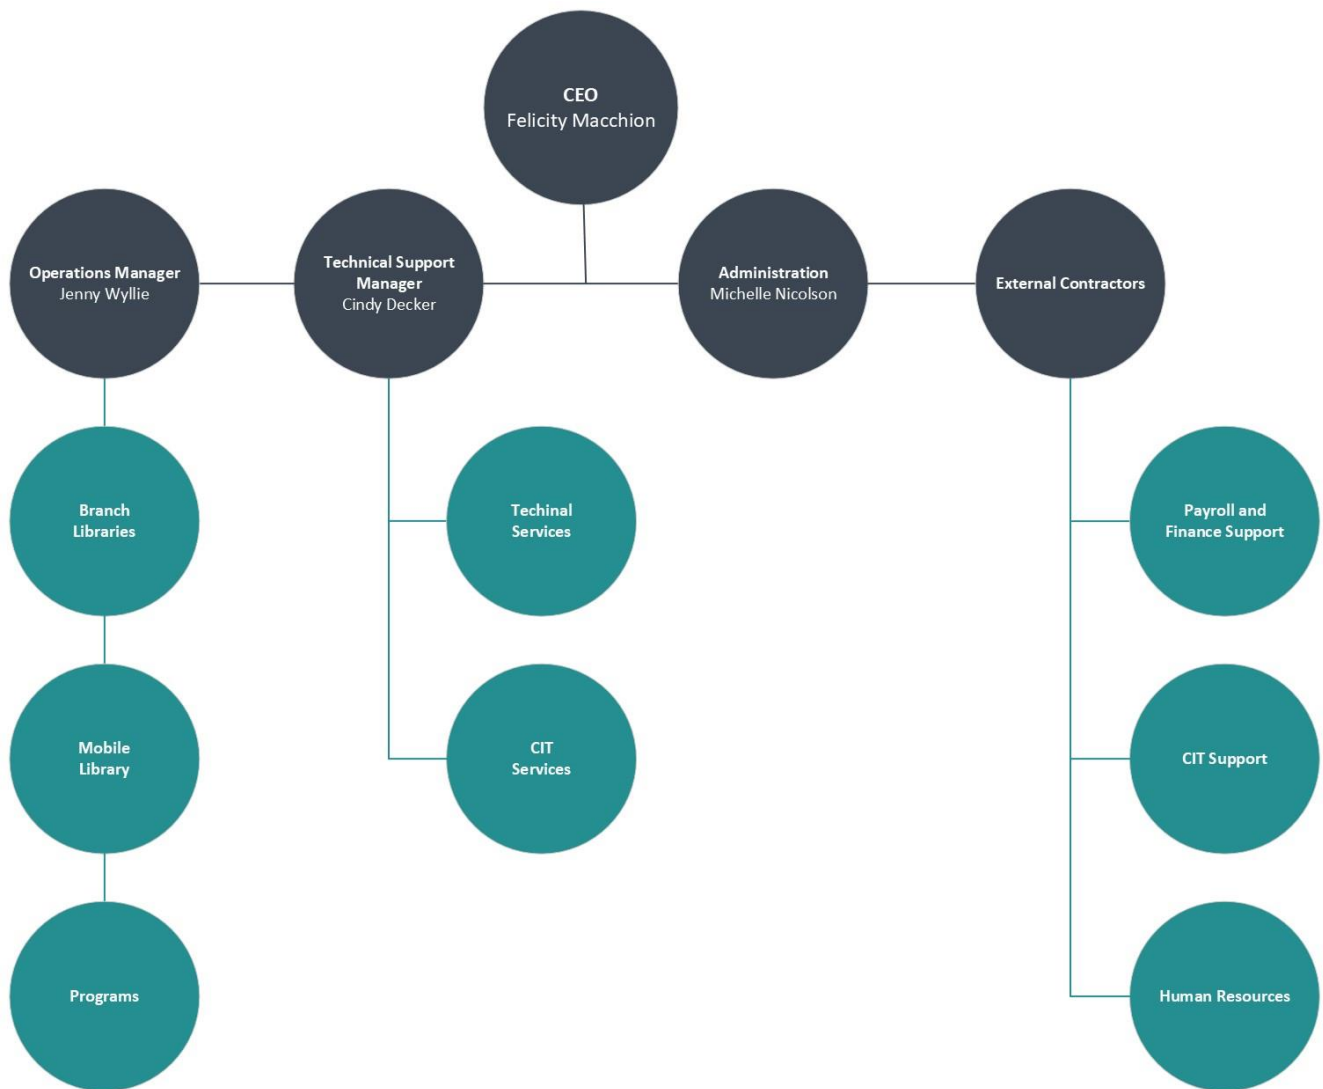 CEO
Felicity Macchion
Operations Manager
Jenny Wyllie
Technical Support
Manager
Cindy Decker
Administration
Michelle Nicolson
External Contractors
Branch
Libraries
Techinal
Services
Payroll and
Finance Support
Mobile
Library
CIT
Services
CIT Support
Programs
Human Resources